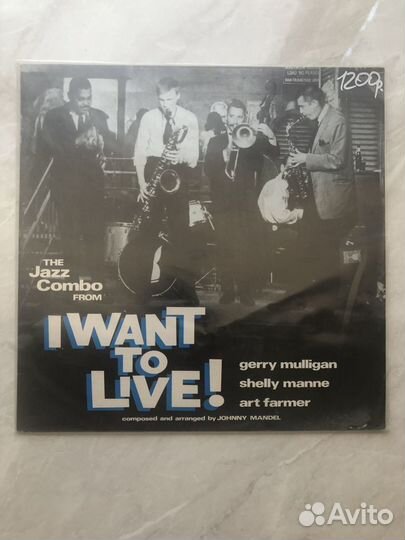 1200р.
THE
Jazz
Combo
FROM
I WANT
TO
LIVE!
gerry mulligan
shelly manne
art farmer
composed and arranged by JOHNNY MANDEL
Avito